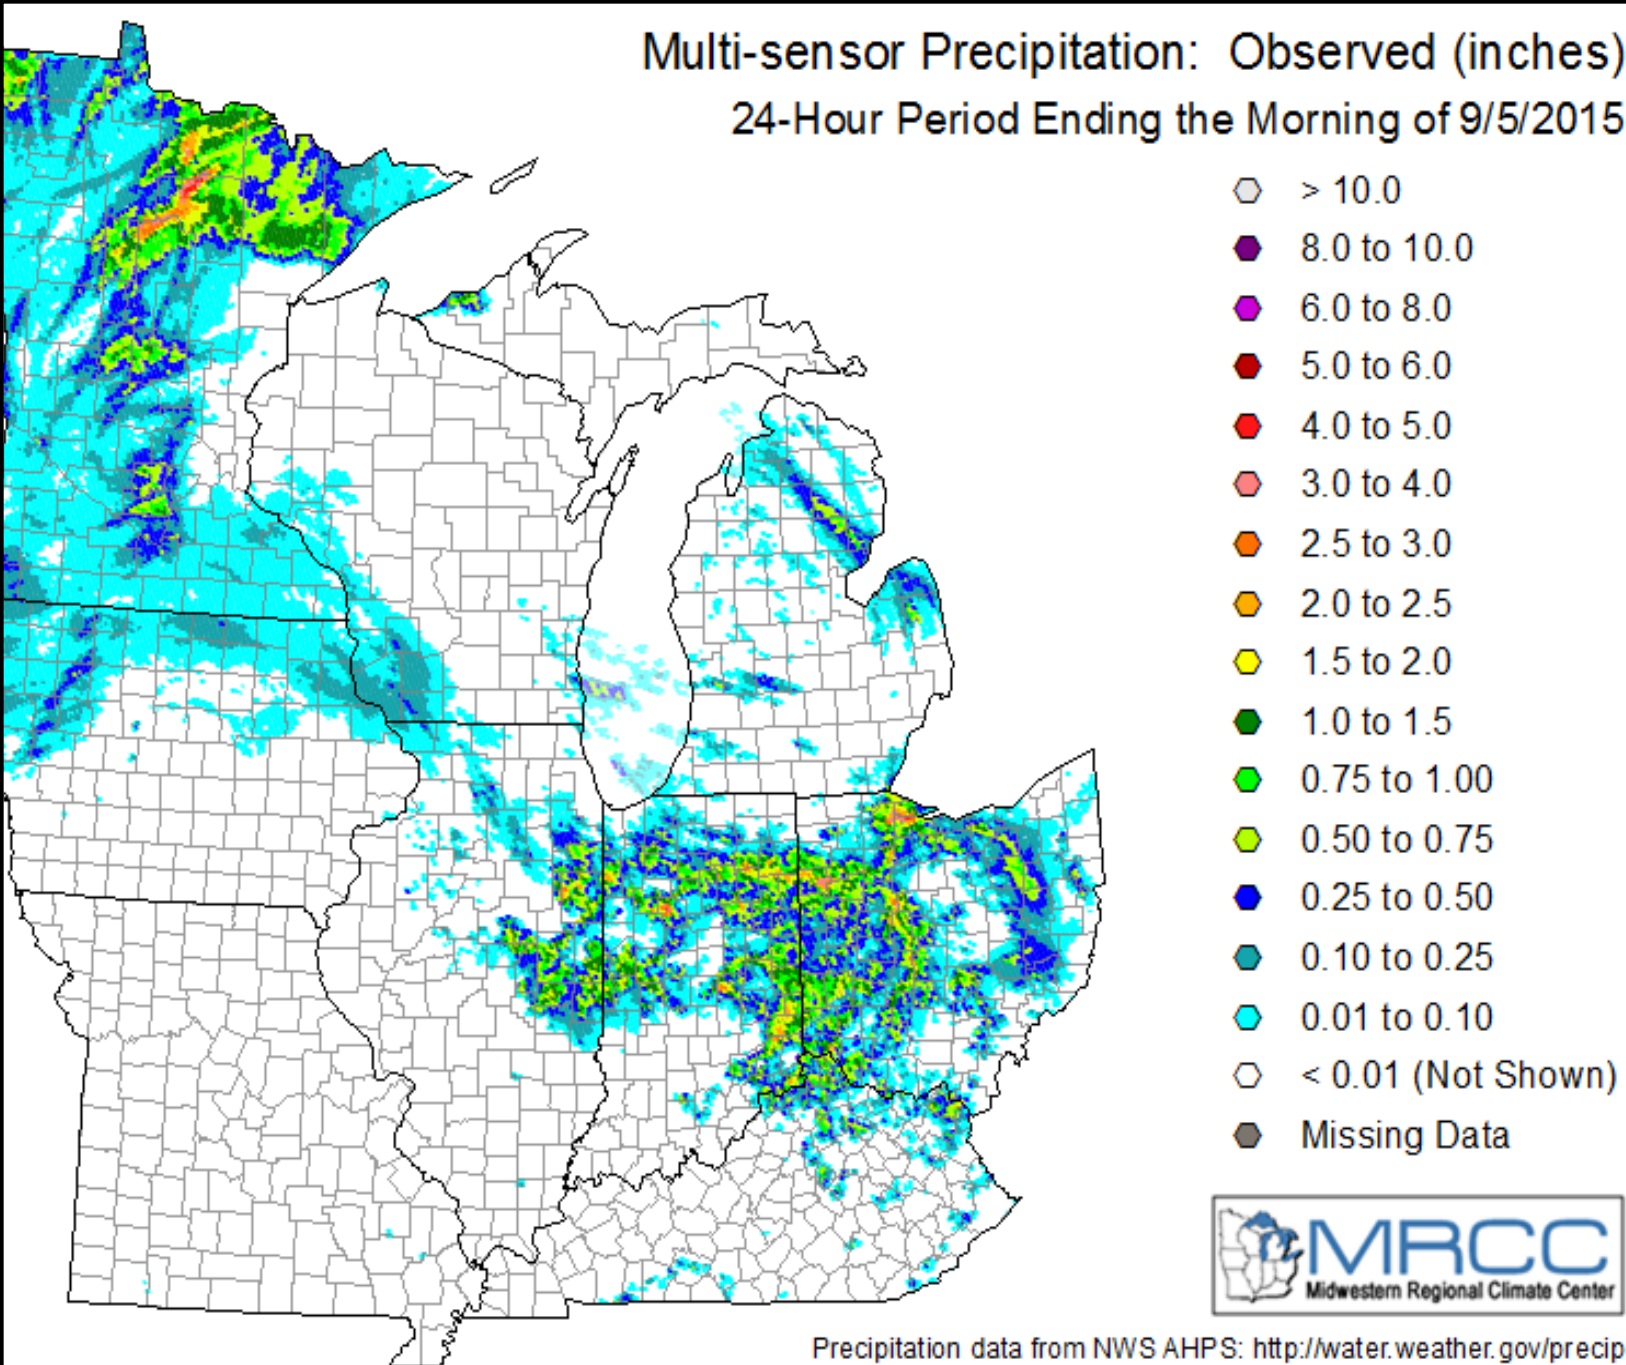 Multi-sensor Precipitation: Observed (inches)
24-Hour Period Ending the Morning of 9/5/2015
> 10.0
8.0 to 10.0
6.0 to 8.0
5.0 to 6.0
4.0 to 5.0
3.0 to 4.0
2.5 to 3.0
2.0 to 2.5
1.5 to 2.0
1.0 to 1.5
0.75 to 1.00
0.50 to 0.75
0.25 to 0.50
0.10 to 0.25
0.01 to 0.10
< 0.01 (Not Shown)
Missing Data
MRCC
Midwestern Regional Climate Center
Precipitation data from NWS AHPS: http://water.weather.gov/precip